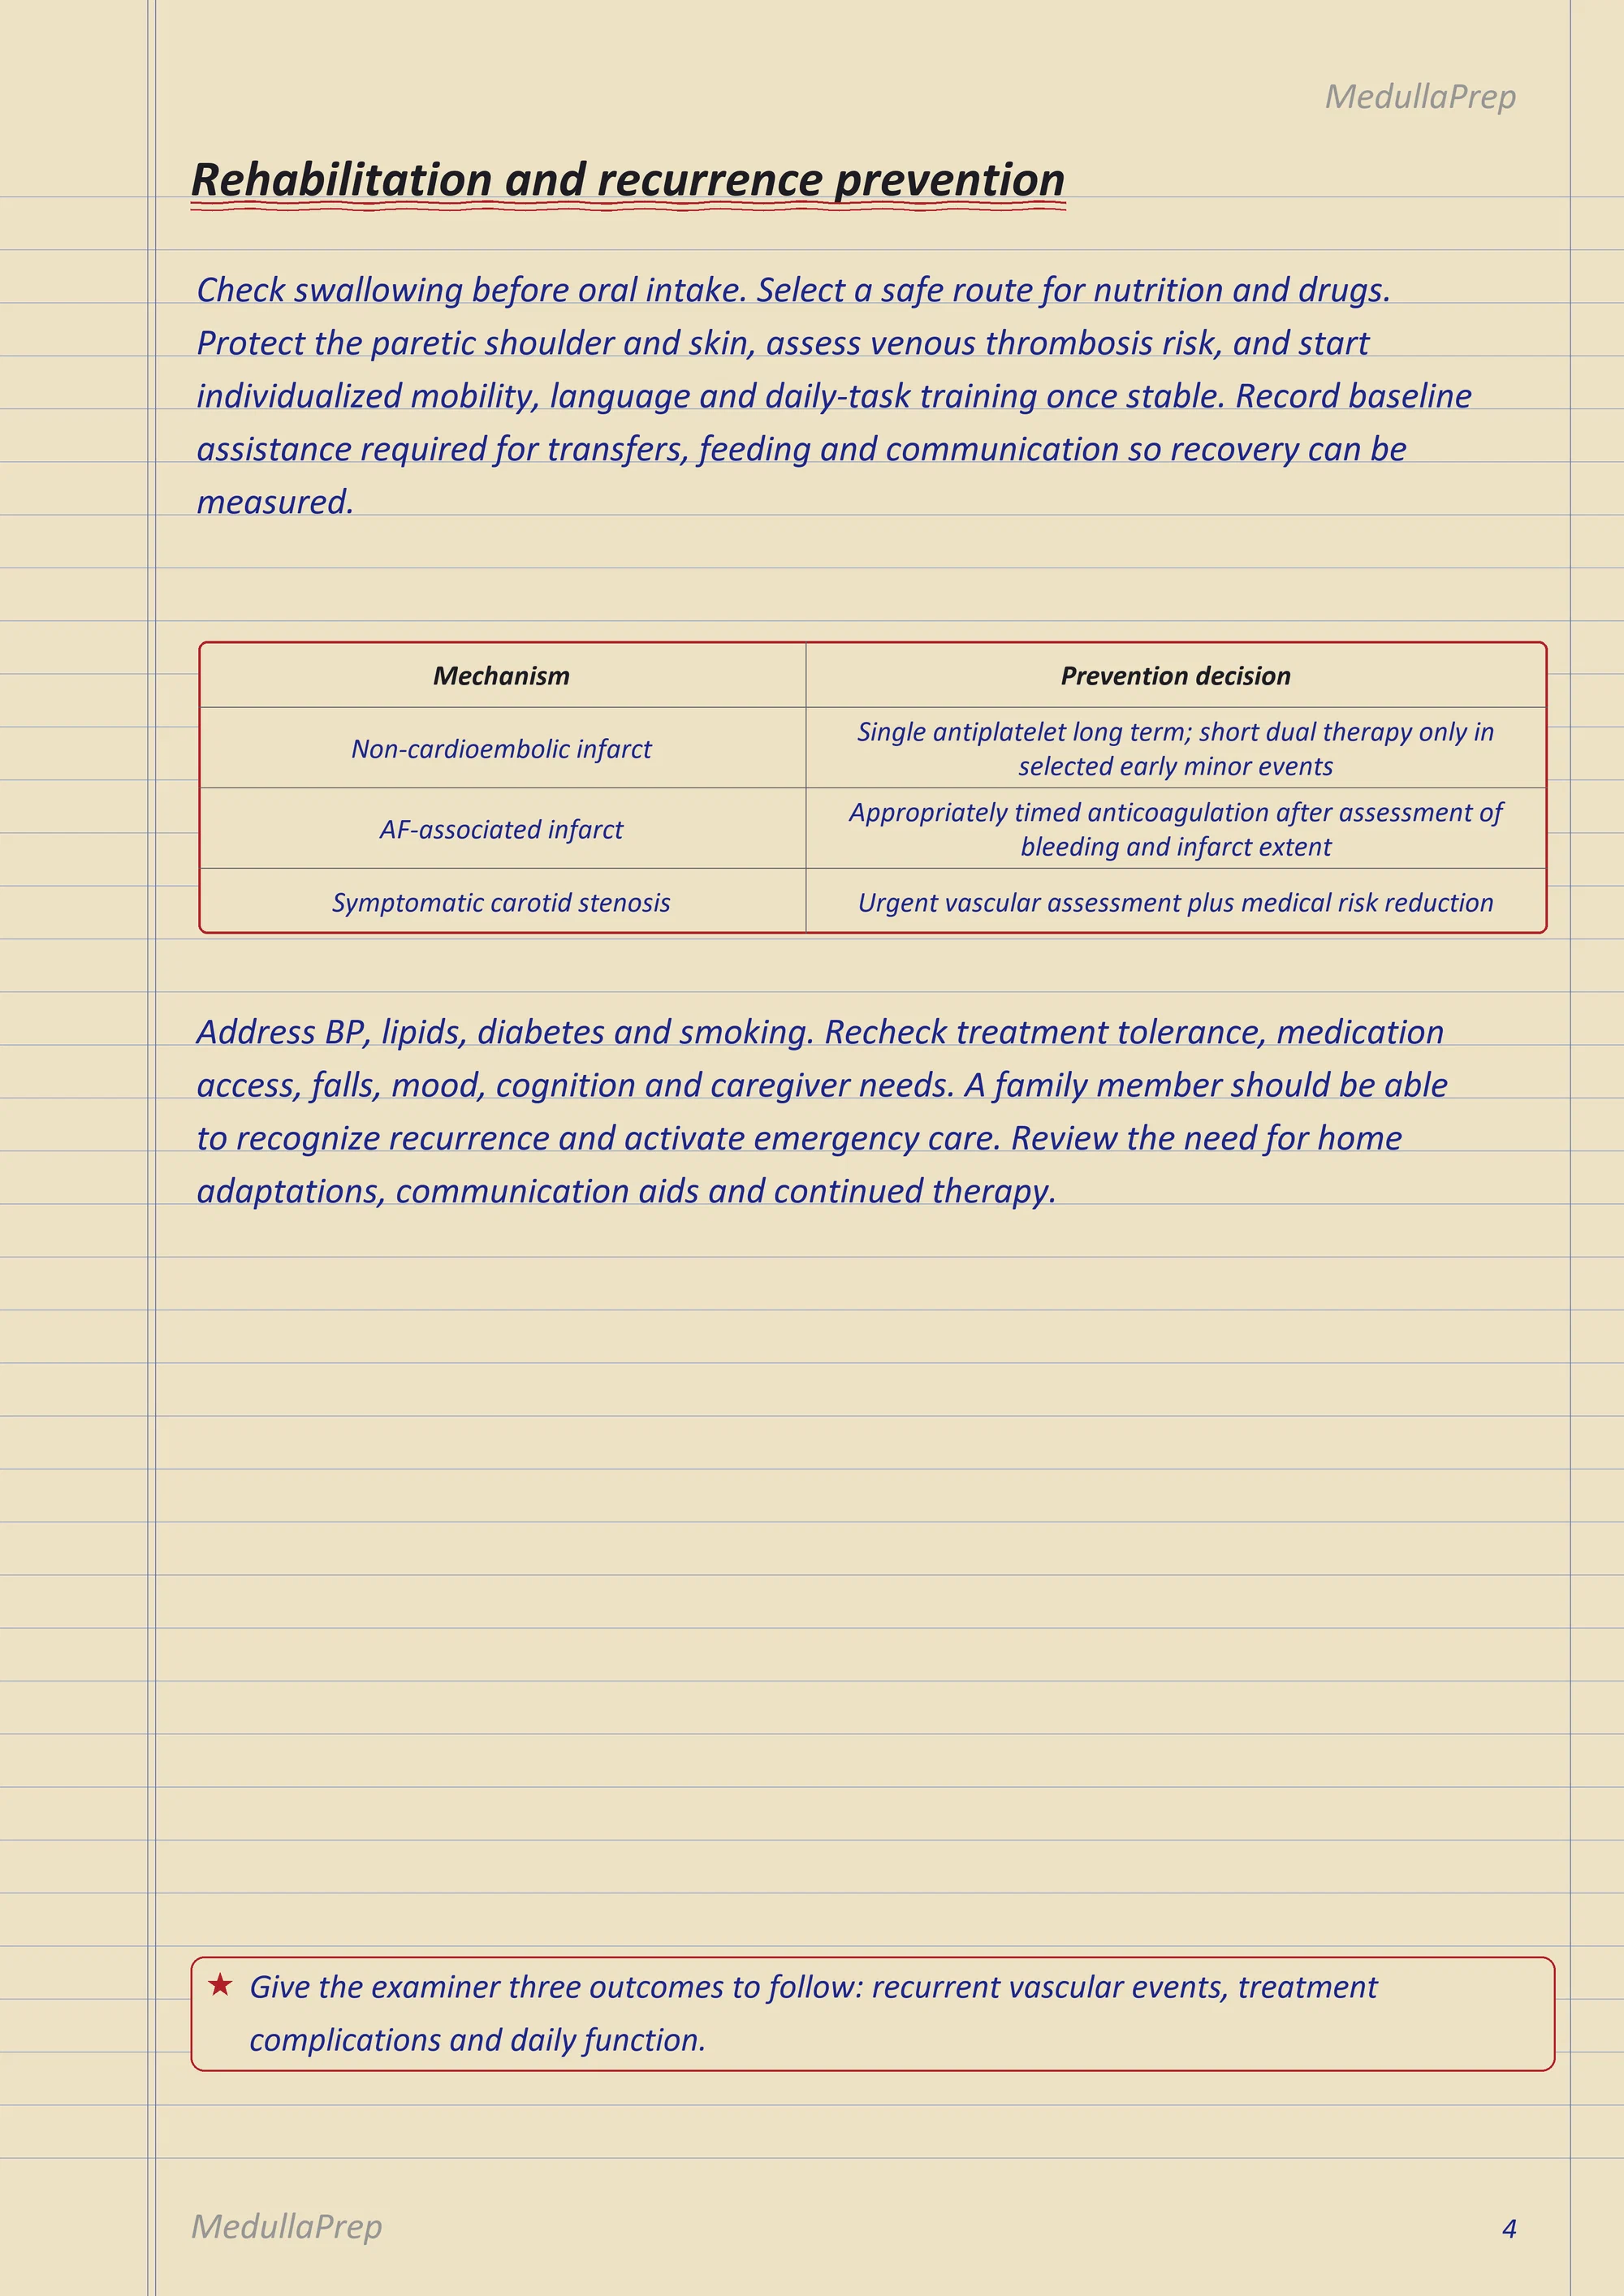 MedullaPrep
Rehabilitation and recurrence prevention
Check swallowing before oral intake. Select a safe route for nutrition and drugs.
Protect the paretic shoulder and skin, assess venous thrombosis risk, and start
individualized mobility, language and daily-task training once stable. Record baseline
assistance required for transfers, feeding and communication so recovery can be
measured.
Mechanism
Prevention decision
Non-cardioembolic infarct
Single antiplatelet long term; short dual therapy only in
selected early minor events
AF-associated infarct
Appropriately timed anticoagulation after assessment of
bleeding and infarct extent
Symptomatic carotid stenosis
Urgent vascular assessment plus medical risk reduction
Address BP, lipids, diabetes and smoking. Recheck treatment tolerance, medication
access, falls, mood, cognition and caregiver needs. A family member should be able
to recognize recurrence and activate emergency care. Review the need for home
adaptations, communication aids and continued therapy.
★ Give the examiner three outcomes to follow: recurrent vascular events, treatment
complications and daily function.
MedullaPrep
4